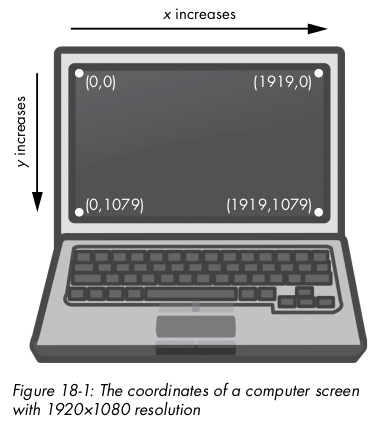 x increases
y increases
(0,0)
(1919,0)
(0,1079)
(1919,1079)
Figure 18-1: The coordinates of a computer screen
with 1920×1080 resolution